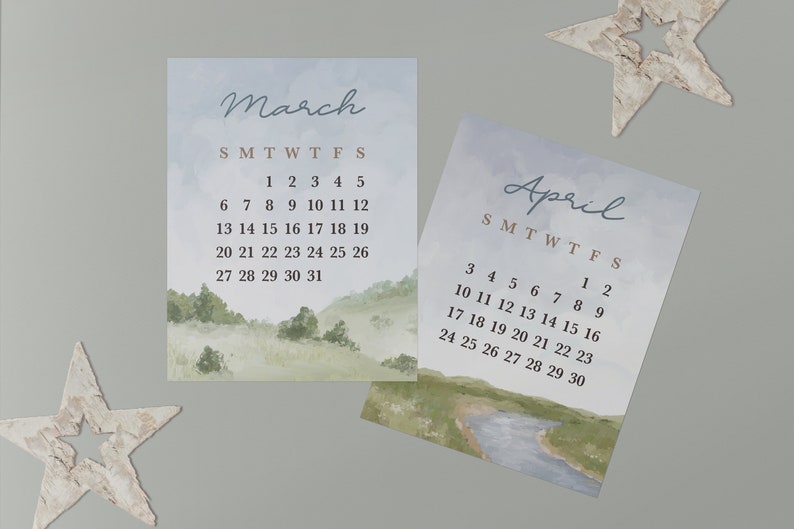 March
S M T W T F S
1 2 3 4 5
6 7 8 9 10 11 12
13 14 15 16 17 18 19
20 21 22 23 24 25 26
27 28 29 30 31
April
S M T W T F S
1 2
3 4 5 6 7 8 9
10 11 12 13 14 15 16
17 18 19 20 21 22 23
24 25 26 27 28 29 30